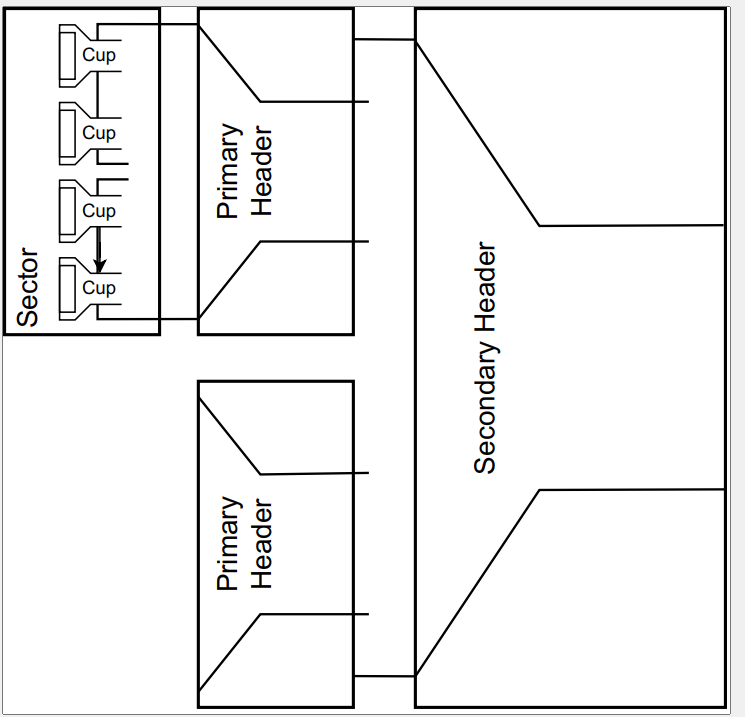 Cup
Cup
Cup
Cup
Sector
Primary
Header
Primary
Header
Secondary Header